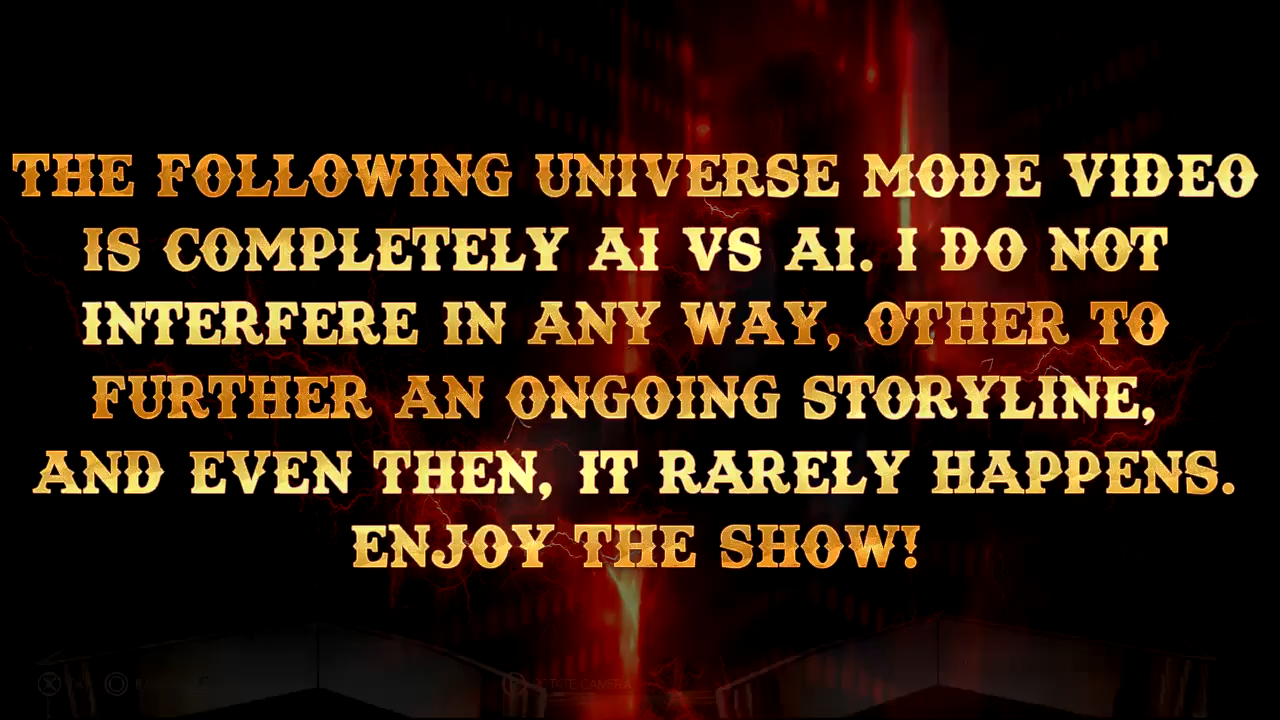 THE FOLLOWING UNIVERSE MODE VIDEO
IS COMPLETELY AI VS AI. I DO NOT
INTERFERE IN ANY WAY, OTHER TO
FURTHER AN ONGOING STORYLINE,
AND EVEN THEN, IT RARELY HAPPENS.
ENJOY THE SHOW!
CAMERA